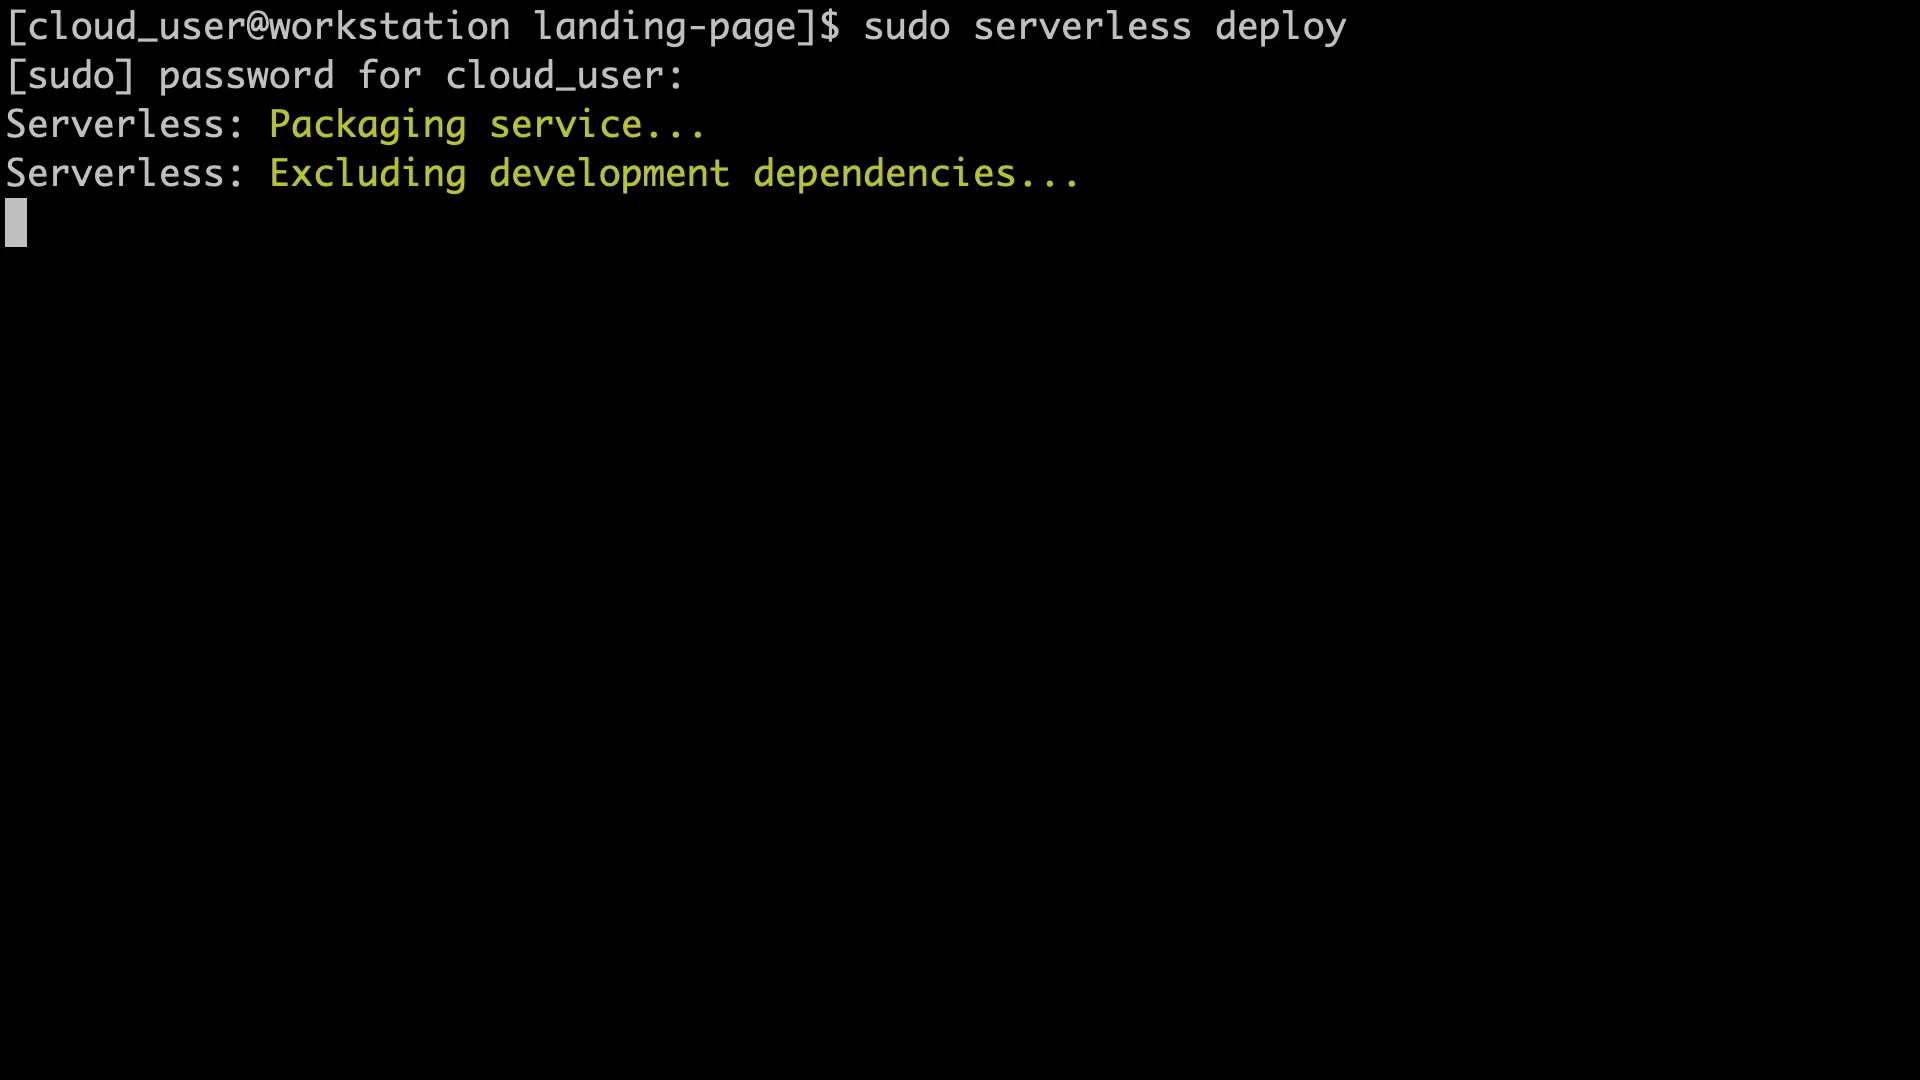 [cloud_user@workstation landing-page]$ sudo serverless deploy
[sudo] password for cloud_user:
Serverless: Packaging service...
Serverless: Excluding development dependencies...